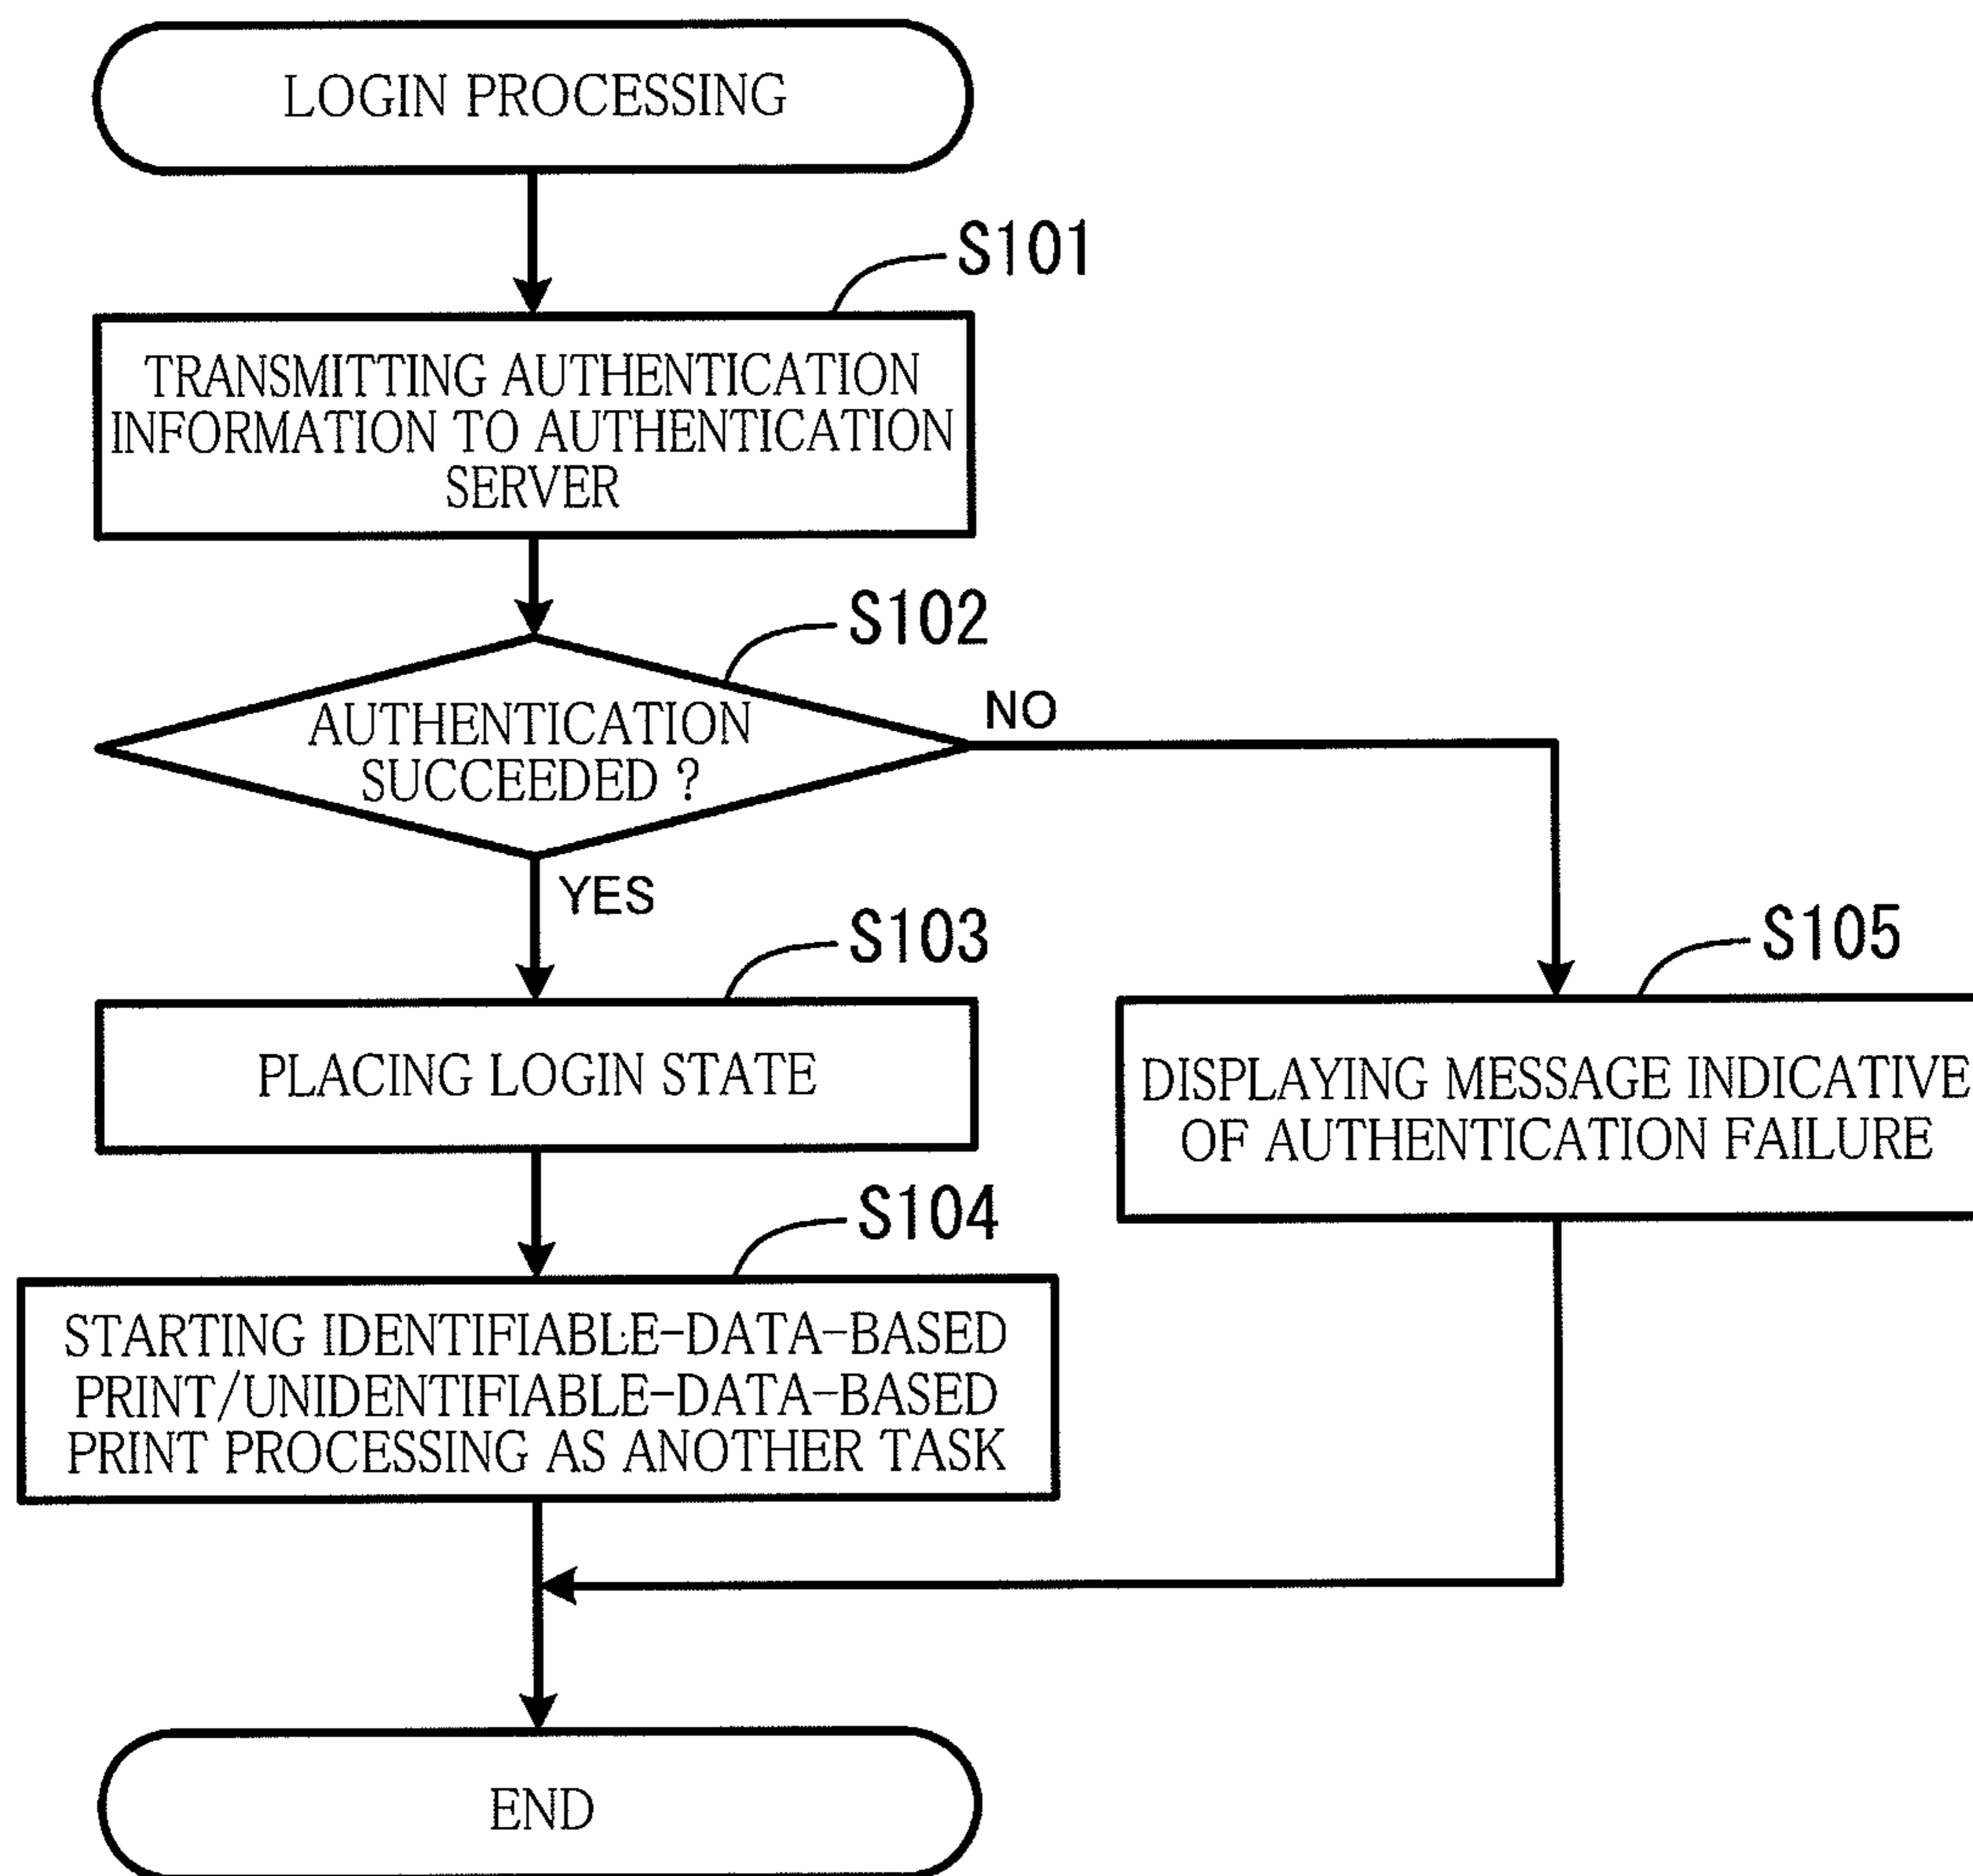 LOGIN PROCESSING
S101
TRANSMITTING AUTHENTICATION
INFORMATION TO AUTHENTICATION
SERVER
S102
AUTHENTICATION
SUCCEEDED ?
NO
YES
S103
PLACING LOGIN STATE
S105
DISPLAYING MESSAGE INDICATIVE
OF AUTHENTICATION FAILURE
S104
STARTING IDENTIFIABLE-DATA-BASED
PRINT/UNIDENTIFIABLE-DATA-BASED
PRINT PROCESSING AS ANOTHER TASK
END